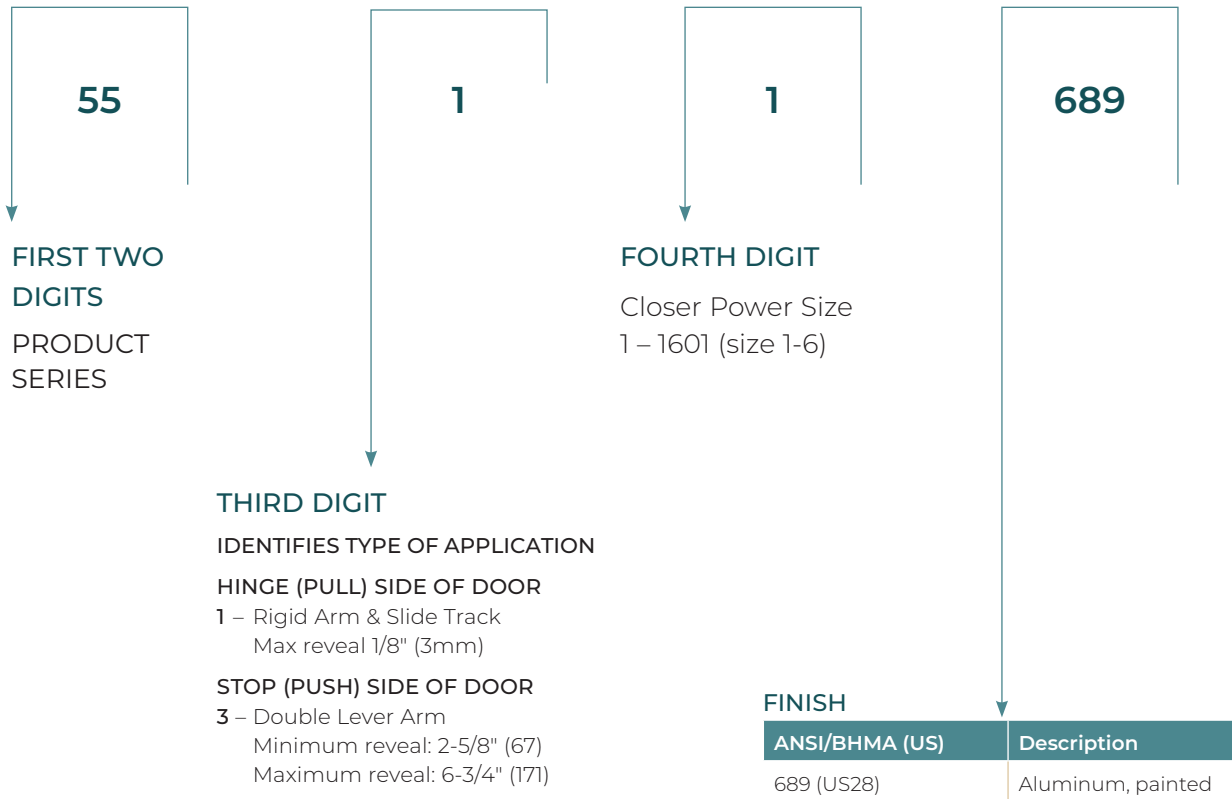 55
1
1
689
FIRST TWO
DIGITS
PRODUCT
SERIES
FOURTH DIGIT
Closer Power Size
1 – 1601 (size 1-6)
THIRD DIGIT
IDENTIFIES TYPE OF APPLICATION
HINGE (PULL) SIDE OF DOOR
1 – Rigid Arm & Slide Track
Max reveal 1/8" (3mm)
STOP (PUSH) SIDE OF DOOR
3 – Double Lever Arm
Minimum reveal: 2-5/8" (67)
Maximum reveal: 6-3/4" (171)
FINISH
ANSI/BHMA (US) Description
689 (US28) Aluminum, painted